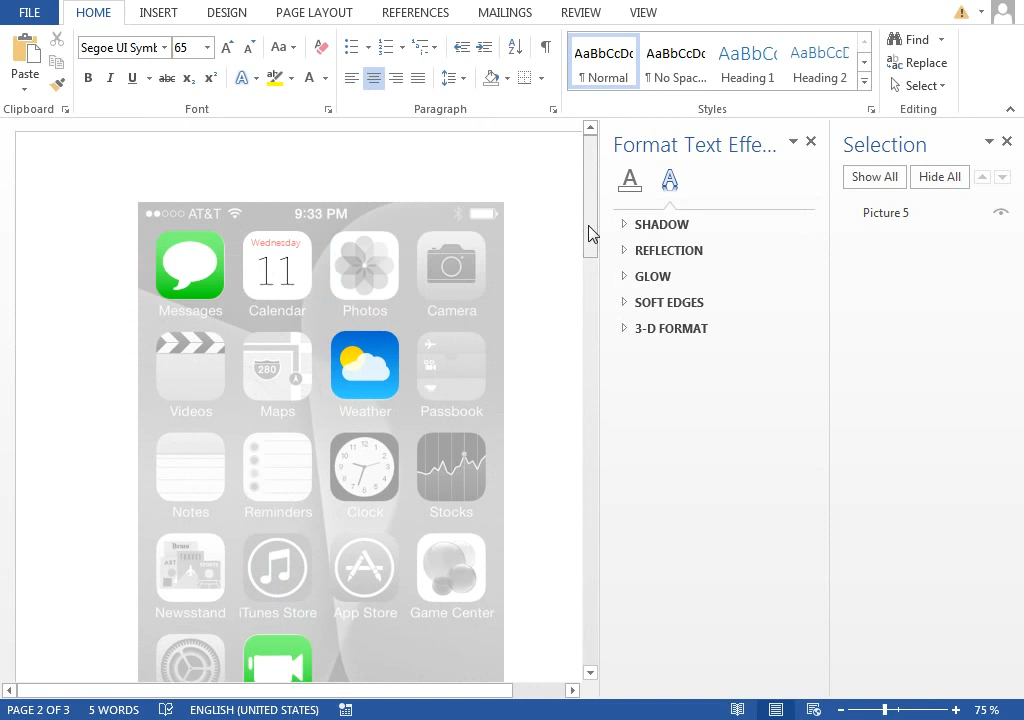 FILE HOME INSERT DESIGN PAGE LAYOUT REFERENCES MAILINGS REVIEW VIEW
Paste
Clipboard
Segoe UI Symb 65 Aa
B I U abc x₂ x² A A
Font
Paragraph
AaBbCcDc AaBbCcDc AaBbCc AaBbCcD
¶ Normal ¶ No Spac... Heading 1 Heading 2
Styles
Find
Replace
Select
Editing
AT&T 9:33 PM
Wednesday
11
Messages Calendar Photos Camera
280
Videos Maps Weather Passbook
Notes Reminders Clock Stocks
Newsstand iTunes Store App Store Game Center
Format Text Effe...
SHADOW
REFLECTION
GLOW
SOFT EDGES
3-D FORMAT
Selection
Show All Hide All
Picture 5
PAGE 2 OF 3 5 WORDS ENGLISH (UNITED STATES) 75 %